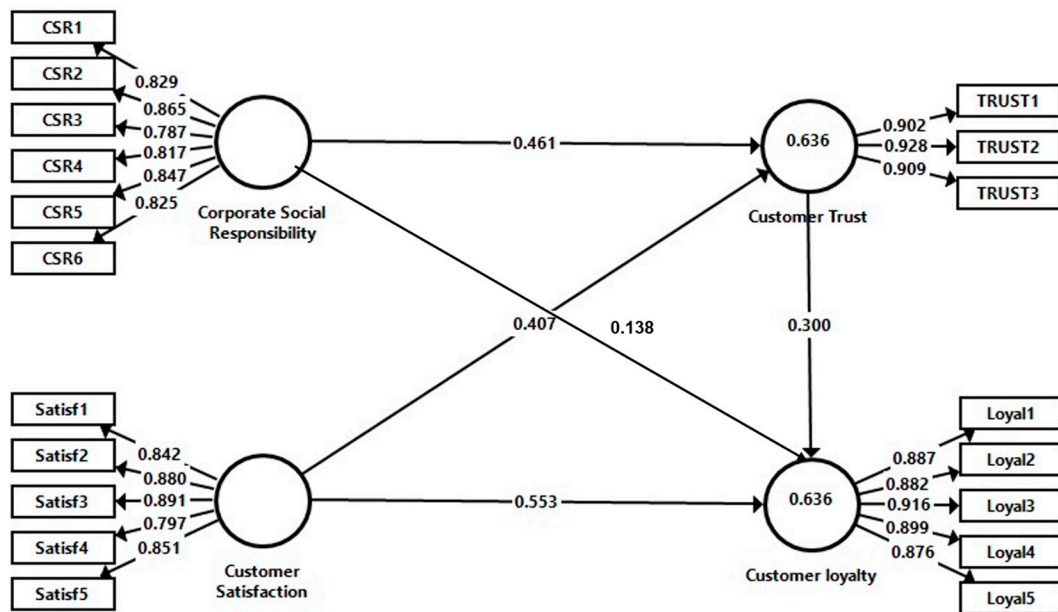 CSR1
CSR2
CSR3
CSR4
CSR5
CSR6
0.829
0.865
0.787
0.817
0.847
0.825
Corporate Social
Responsibility
0.461
0.636
Customer Trust
0.902
0.928
0.909
TRUST1
TRUST2
TRUST3
0.407
0.138
0.300
Satisf1
Satisf2
Satisf3
Satisf4
Satisf5
0.842
0.880
0.891
0.797
0.851
Customer
Satisfaction
0.553
0.636
Customer loyalty
0.887
0.882
0.916
0.899
0.876
Loyal1
Loyal2
Loyal3
Loyal4
Loyal5